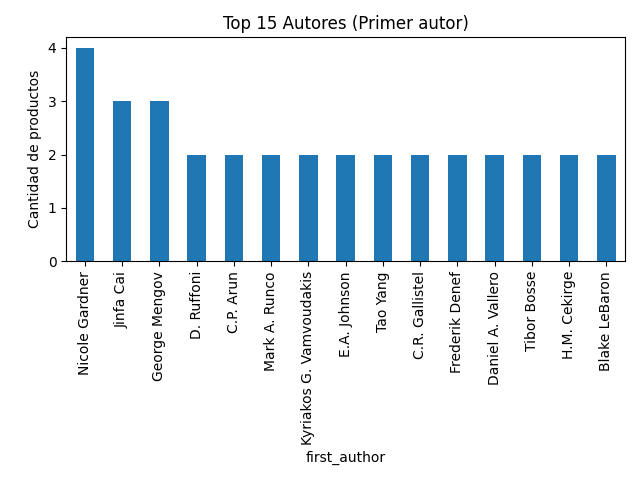 Top 15 Autores (Primer autor)
Cantidad de productos
4
3
2
1
0
Nicole Gardner
Jinfa Cai
George Mengov
D. Ruffoni
C.P. Arun
Mark A. Runco
Kyriakos G. Vamvoudakis
E.A. Johnson
Tao Yang
C.R. Gallistel
Frederik Denef
Daniel A. Vallero
Tibor Bosse
H.M. Cekirge
Blake LeBaron
first_author